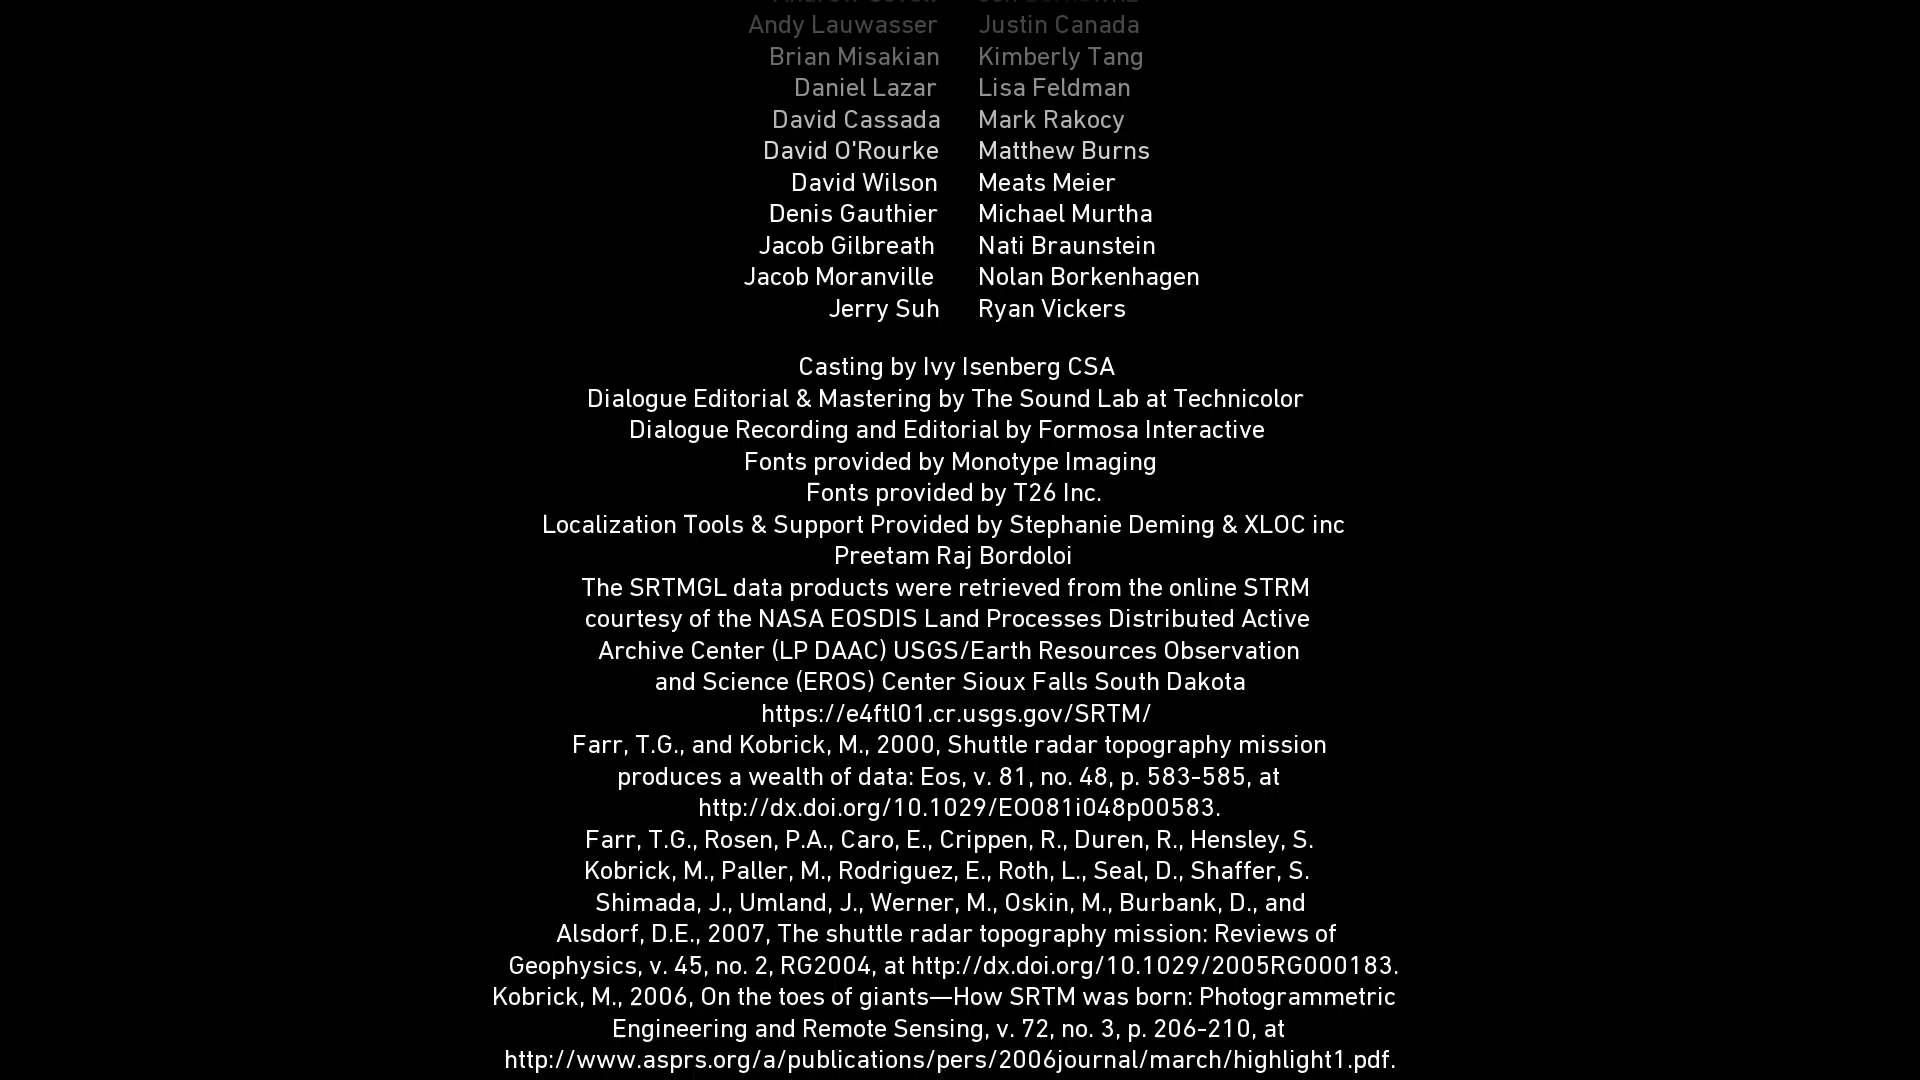 Andy Lauwasser Justin Canada
Brian Misakian Kimberly Tang
Daniel Lazar Lisa Feldman
David Cassada Mark Rakocy
David O'Rourke Matthew Burns
David Wilson Meats Meier
Denis Gauthier Michael Murtha
Jacob Gilbreath Nati Braunstein
Jacob Moranville Nolan Borkenhagen
Jerry Suh Ryan Vickers
Casting by Ivy Isenberg CSA
Dialogue Editorial & Mastering by The Sound Lab at Technicolor
Dialogue Recording and Editorial by Formosa Interactive
Fonts provided by Monotype Imaging
Fonts provided by T26 Inc.
Localization Tools & Support Provided by Stephanie Deming & XLOC inc
Preetam Raj Bordoloi
The SRTMGL data products were retrieved from the online STRM
courtesy of the NASA EOSDIS Land Processes Distributed Active
Archive Center (LP DAAC) USGS/Earth Resources Observation
and Science (EROS) Center Sioux Falls South Dakota
https://e4ftl01.cr.usgs.gov/SRTM/
Farr, T.G., and Kobrick, M., 2000, Shuttle radar topography mission
produces a wealth of data: Eos, v. 81, no. 48, p. 583-585, at
http://dx.doi.org/10.1029/EO081i048p00583.
Farr, T.G., Rosen, P.A., Caro, E., Crippen, R., Duren, R., Hensley, S.
Kobrick, M., Paller, M., Rodriguez, E., Roth, L., Seal, D., Shaffer, S.
Shimada, J., Umland, J., Werner, M., Oskin, M., Burbank, D., and
Alsdorf, D.E., 2007, The shuttle radar topography mission: Reviews of
Geophysics, v. 45, no. 2, RG2004, at http://dx.doi.org/10.1029/2005RG000183.
Kobrick, M., 2006, On the toes of giants—How SRTM was born: Photogrammetric
Engineering and Remote Sensing, v. 72, no. 3, p. 206-210, at
http://www.asprs.org/a/publications/pers/2006journal/march/highlight1.pdf.